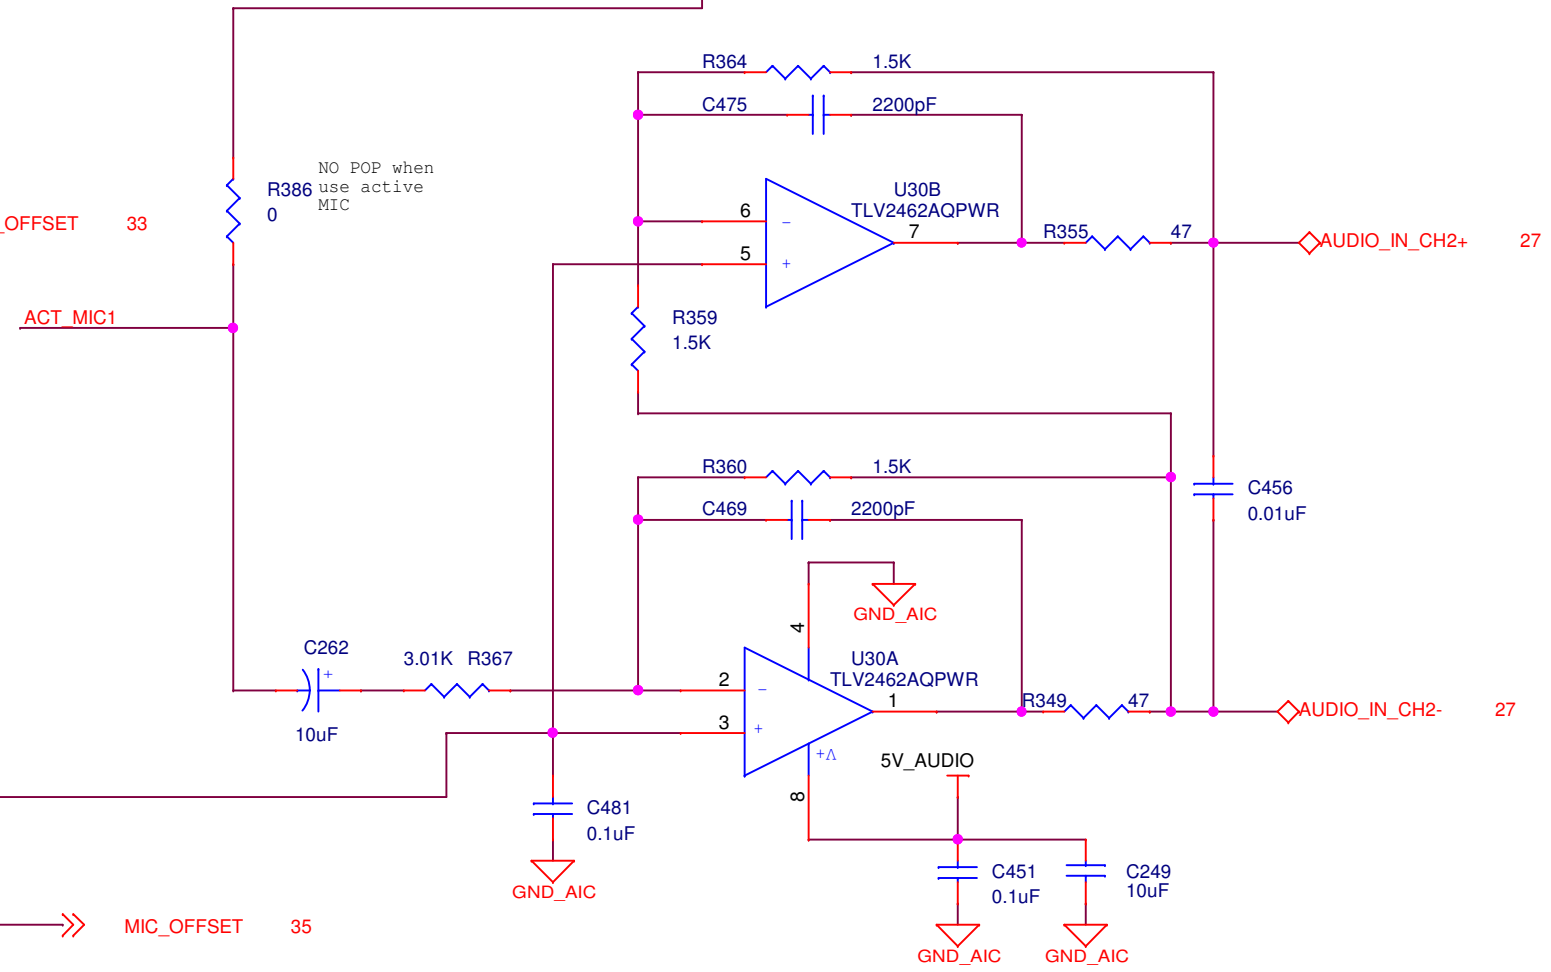 R364 1.5K
C475 2200pF
NO POP when
use active
MIC
R386
0
U30B
TLV2462AQPWR
6
7
5
−
+
_OFFSET 33
R355 47
AUDIO_IN_CH2+ 27
ACT_MIC1
R359
1.5K
R360 1.5K
C469 2200pF
C456
0.01uF
GND_AIC
4
C262
+
10uF
3.01K R367
U30A
TLV2462AQPWR
2
1
3
−
+
+V
8
R349 47
AUDIO_IN_CH2- 27
5V_AUDIO
C481
0.1uF
GND_AIC
C451
0.1uF
C249
10uF
GND_AIC GND_AIC
MIC_OFFSET 35